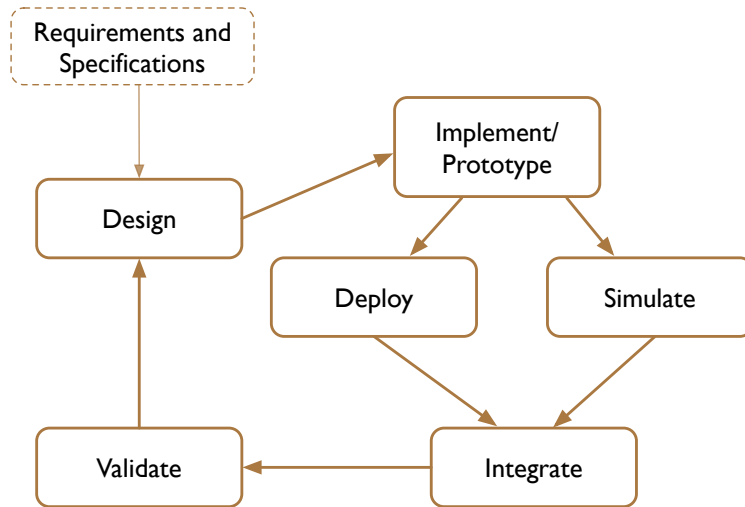 Requirements and
Specifications
Implement/
Prototype
Design
Deploy
Simulate
Validate
Integrate